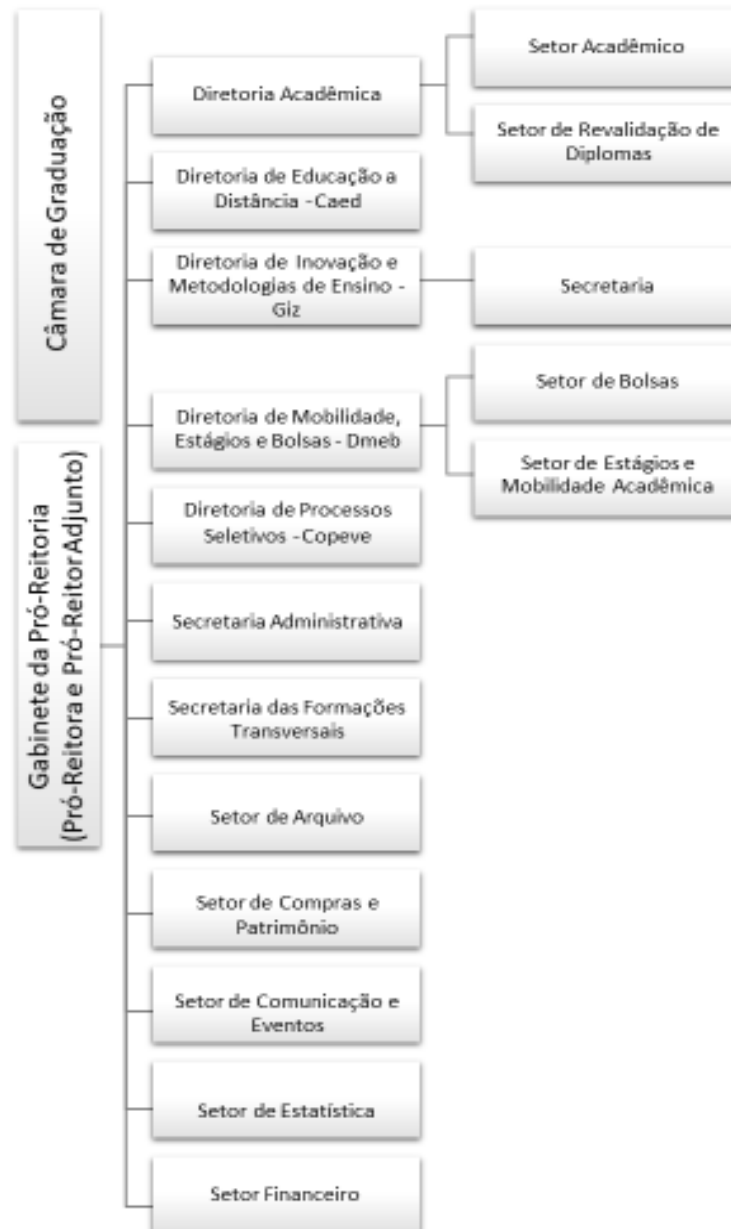 Câmara de Graduação
Gabinete da Pró-Reitoria
(Pró-Reitora e Pró-Reitor Adjunto)
Diretoria Acadêmica
Setor Acadêmico
Setor de Revalidação de
Diplomas
Diretoria de Educação a
Distância -Caed
Diretoria de Inovação e
Metodologias de Ensino -
Giz
Secretaria
Diretoria de Mobilidade,
Estágios e Bolsas - Dmeb
Setor de Bolsas
Setor de Estágios e
Mobilidade Acadêmica
Diretoria de Processos
Seletivos -Copeve
Secretaria Administrativa
Secretaria das Formações
Transversais
Setor de Arquivo
Setor de Compras e
Patrimônio
Setor de Comunicação e
Eventos
Setor de Estatística
Setor Financeiro